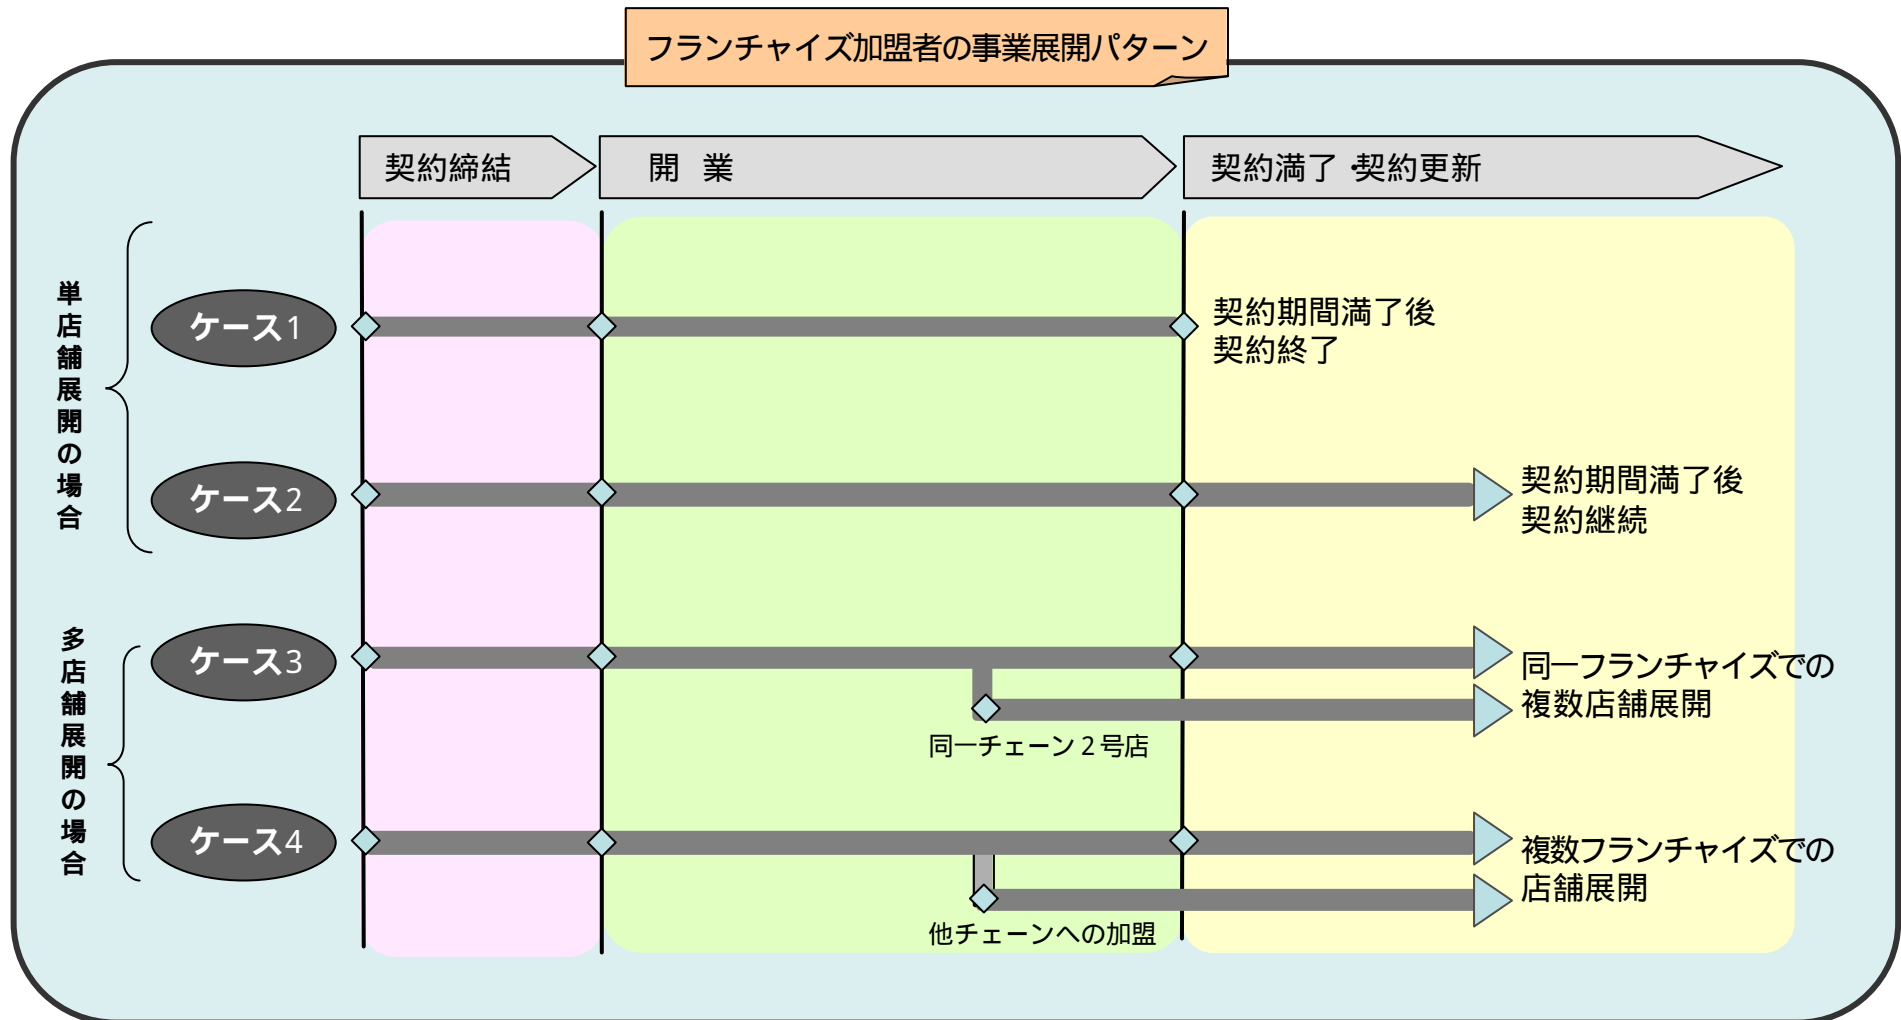 フランチャイズ加盟者の事業展開パターン
契約締結
開 業
契約満了・契約更新
単店舗展開の場合
ケース1
契約期間満了後
契約終了
ケース2
契約期間満了後
契約継続
多店舗展開の場合
ケース3
同一フランチャイズでの
複数店舗展開
同一チェーン2号店
ケース4
複数フランチャイズでの
店舗展開
他チェーンへの加盟